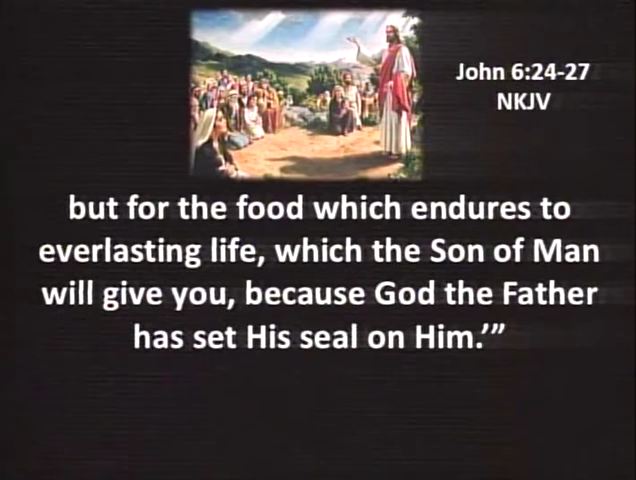 John 6:24-27
NKJV
but for the food which endures to
everlasting life, which the Son of Man
will give you, because God the Father
has set His seal on Him.’”